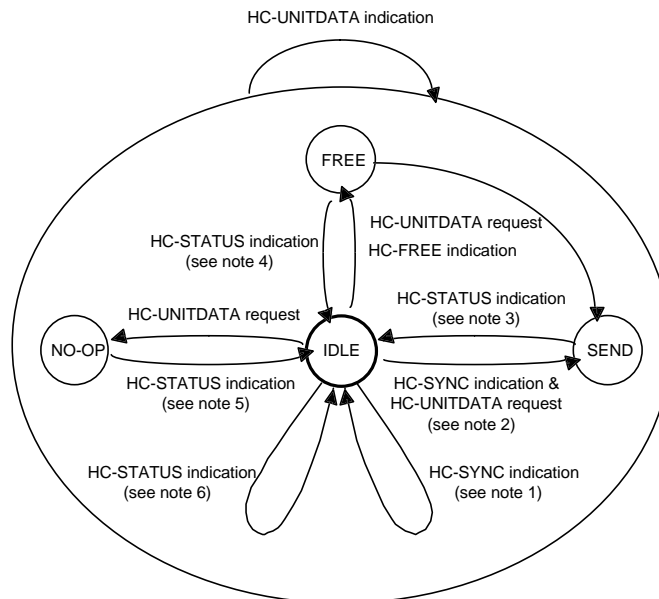 HC-UNITDATA indication
FREE
HC-UNITDATA request
HC-STATUS indication
(see note 4)
HC-FREE indication
HC-STATUS indication
(see note 3)
HC-UNITDATA request
NO-OP
IDLE
SEND
HC-STATUS indication
(see note 5)
HC-SYNC indication &
HC-UNITDATA request
(see note 2)
HC-STATUS indication
(see note 6)
HC-SYNC indication
(see note 1)